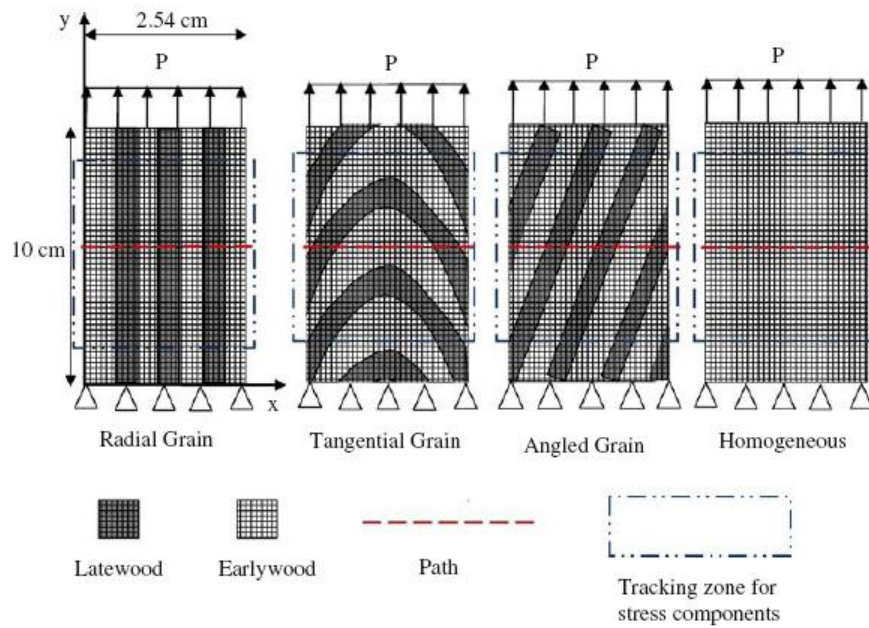 y
2.54 cm
P
P
P
P
10 cm
x
Radial Grain
Tangential Grain
Angled Grain
Homogeneous
Latewood
Earlywood
Path
Tracking zone for
stress components